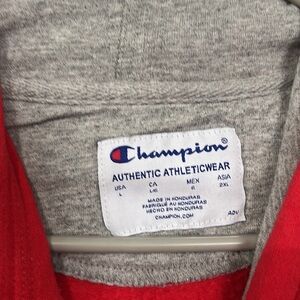 Champion
AUTHENTIC ATHLETICWEAR
USA CA MEX ASIA
L L/G G 2XL
MADE IN HONDURAS
FABRIQUÉ AU HONDURAS
HECHO EN HONDURAS
CHAMPION.COM
ADV